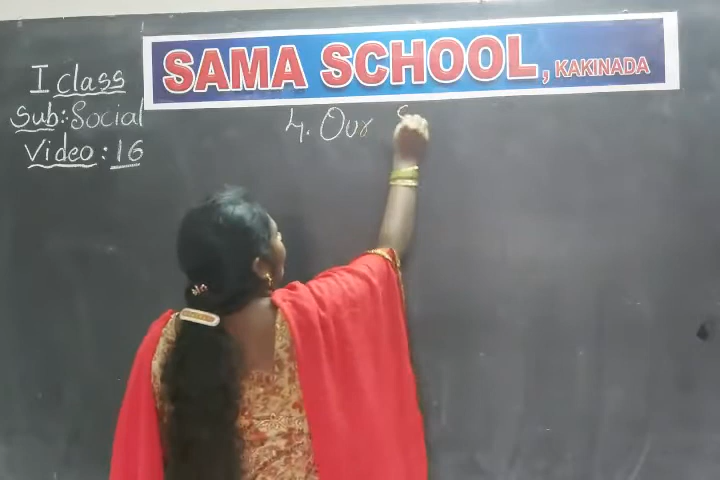 SAMA SCHOOL, KAKINADA
I class
Sub: Social
Video: 16
4. Our